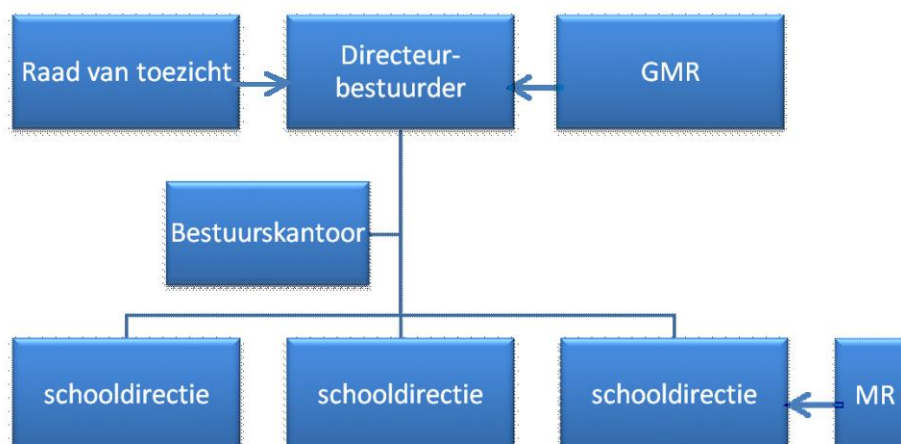 Raad van toezicht
Directeur-
bestuurder
GMR
Bestuurskantoor
schooldirectie
schooldirectie
schooldirectie
MR